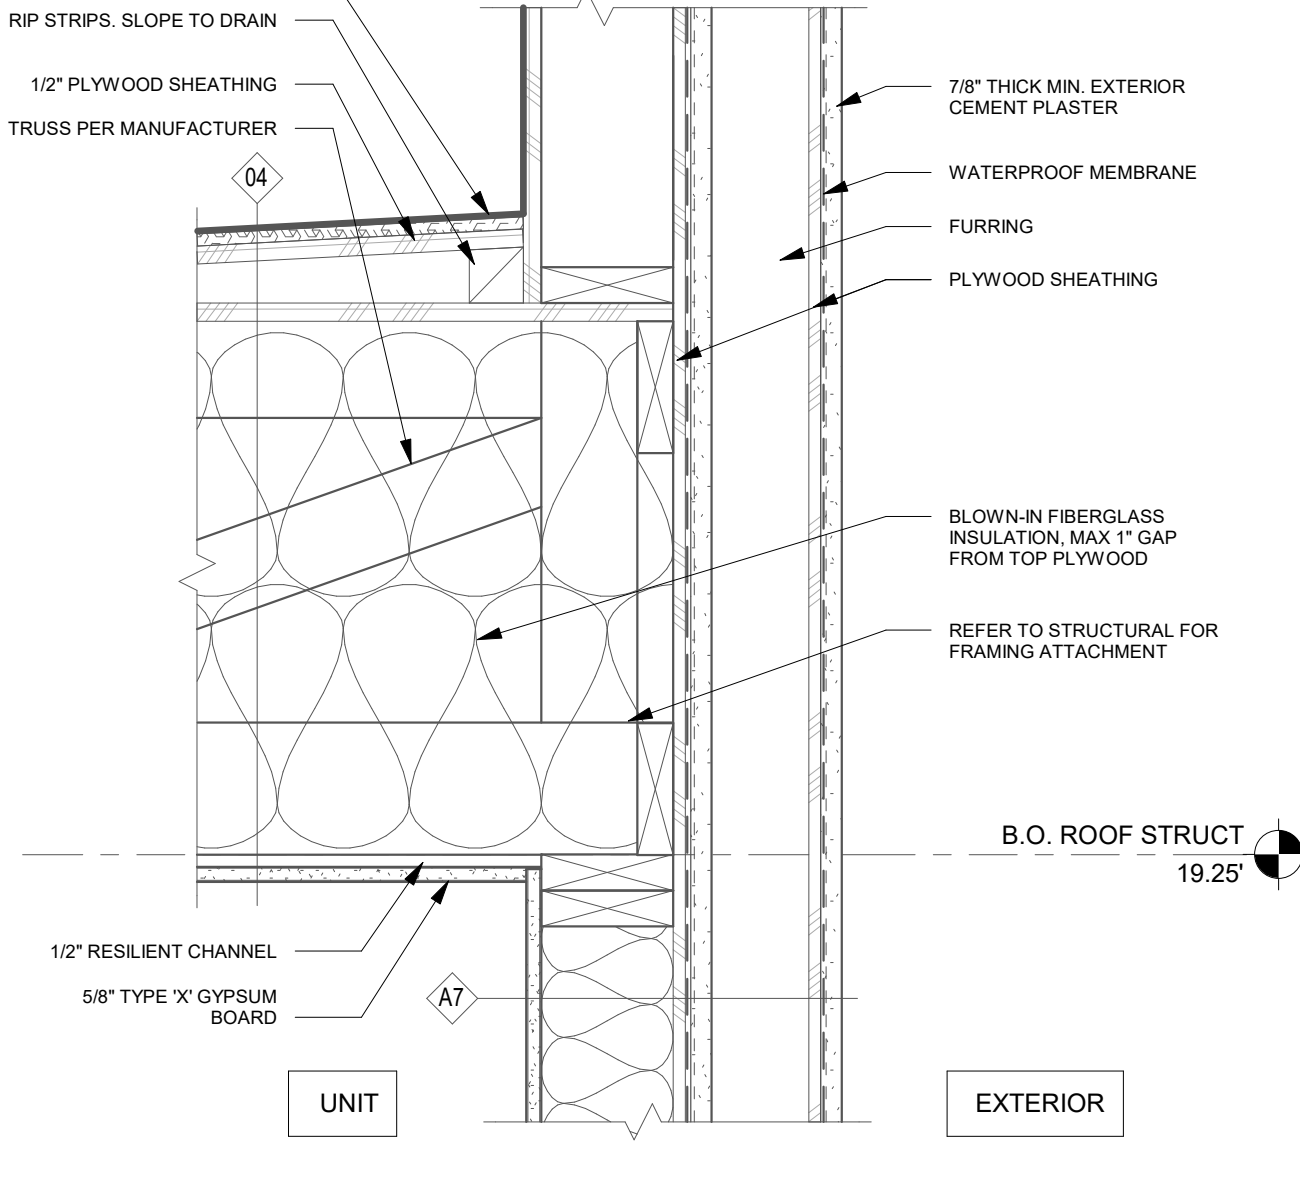 RIP STRIPS. SLOPE TO DRAIN
1/2" PLYWOOD SHEATHING
TRUSS PER MANUFACTURER
04
7/8" THICK MIN. EXTERIOR
CEMENT PLASTER
WATERPROOF MEMBRANE
FURRING
PLYWOOD SHEATHING
BLOWN-IN FIBERGLASS
INSULATION, MAX 1" GAP
FROM TOP PLYWOOD
REFER TO STRUCTURAL FOR
FRAMING ATTACHMENT
B.O. ROOF STRUCT
19.25'
1/2" RESILIENT CHANNEL
5/8" TYPE 'X' GYPSUM
BOARD
A7
UNIT
EXTERIOR